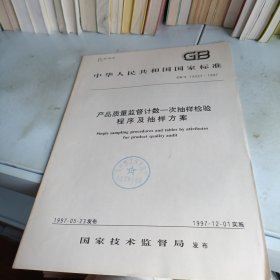 GB
中华人民共和国国家标准
产品质量监督计数一次抽样检验
程序及抽样方案
Single sampling procedures and tables by attributes
for product quality audit
1997-05-23发布
1997-12-01实施
国家技术监督局 发布